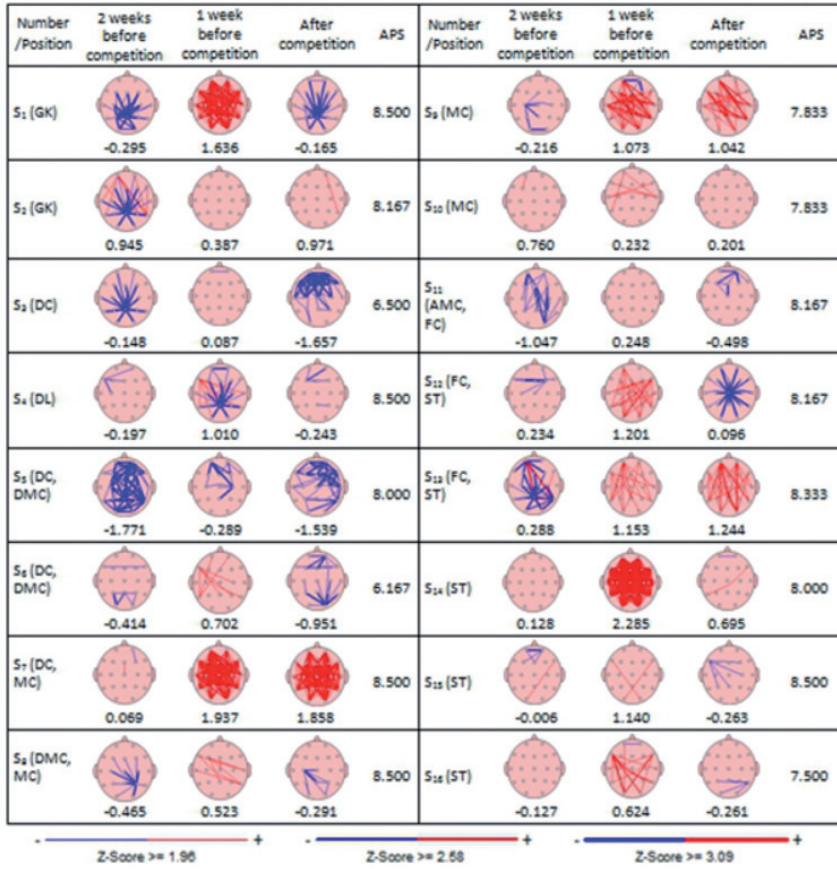 Number /Position 2 weeks before competition 1 week before competition After competition APS Number /Position 2 weeks before competition 1 week before competition After competition APS
S₁ (GK) 8.500 S₉ (MC) 7.833
-0.295 1.636 -0.165 -0.216 1.073 1.042
S₂ (GK) 8.167 S₁₀ (MC) 7.833
0.945 0.387 0.971 0.760 0.232 0.201
S₃ (DC) 6.500 S₁₁ (AMC, FC) 8.167
-0.148 0.087 -1.657 -1.047 0.248 -0.498
S₄ (DL) 8.500 S₁₂ (FC, ST) 8.167
-0.197 1.010 -0.243 0.234 1.201 0.096
S₅ (DC, DMC) 8.000 S₁₃ (FC, ST) 8.333
-1.771 -0.289 -1.539 0.288 1.153 1.244
S₆ (DC, DMC) 6.167 S₁₄ (ST) 8.000
-0.414 0.702 -0.951 0.128 2.285 0.695
S₇ (DC, MC) 8.500 S₁₅ (ST) 8.500
0.069 1.937 1.858 -0.006 1.140 -0.263
S₈ (DMC, MC) 8.500 S₁₆ (ST) 7.500
-0.465 0.523 -0.291 -0.127 0.624 -0.261
- + - + - +
Z-Score >= 1.96 Z-Score >= 2.58 Z-Score >= 3.09